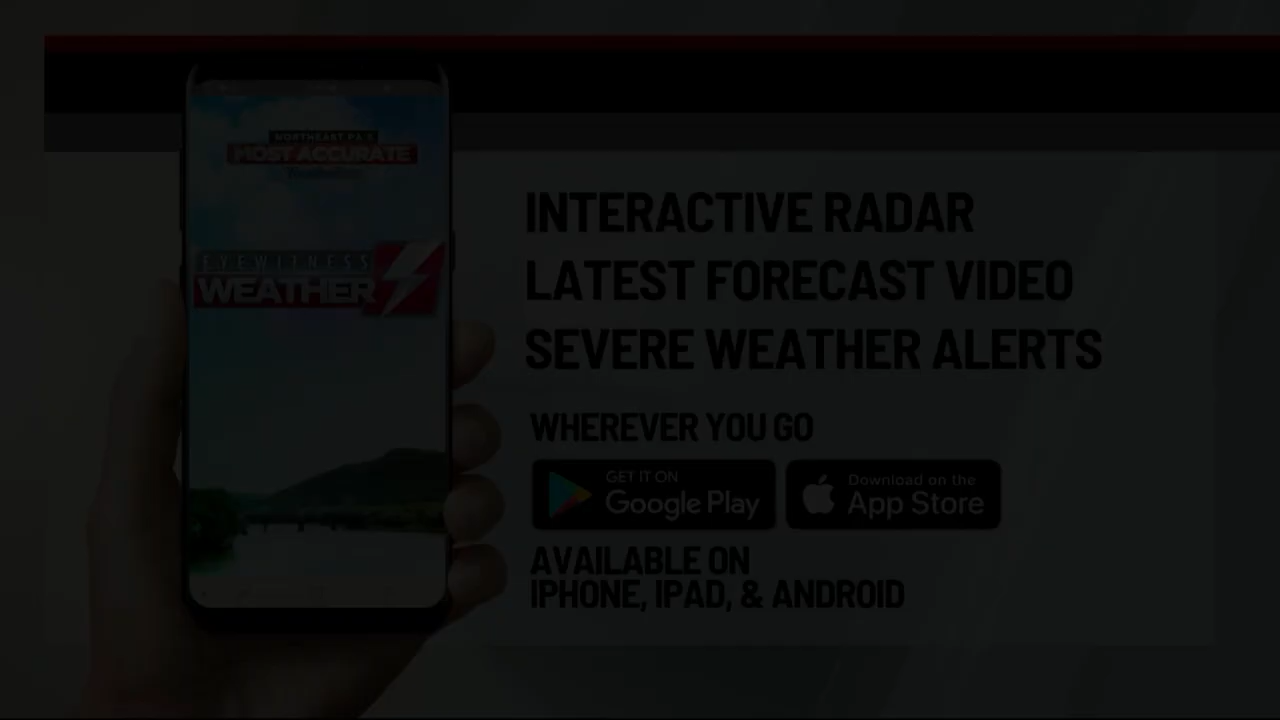 NORTHEAST PA'S
MOST ACCURATE
EYEWITNESS
WEATHER
INTERACTIVE RADAR
LATEST FORECAST VIDEO
SEVERE WEATHER ALERTS
WHEREVER YOU GO
GET IT ON
Google Play
Download on the
App Store
AVAILABLE ON
IPHONE, IPAD, & ANDROID